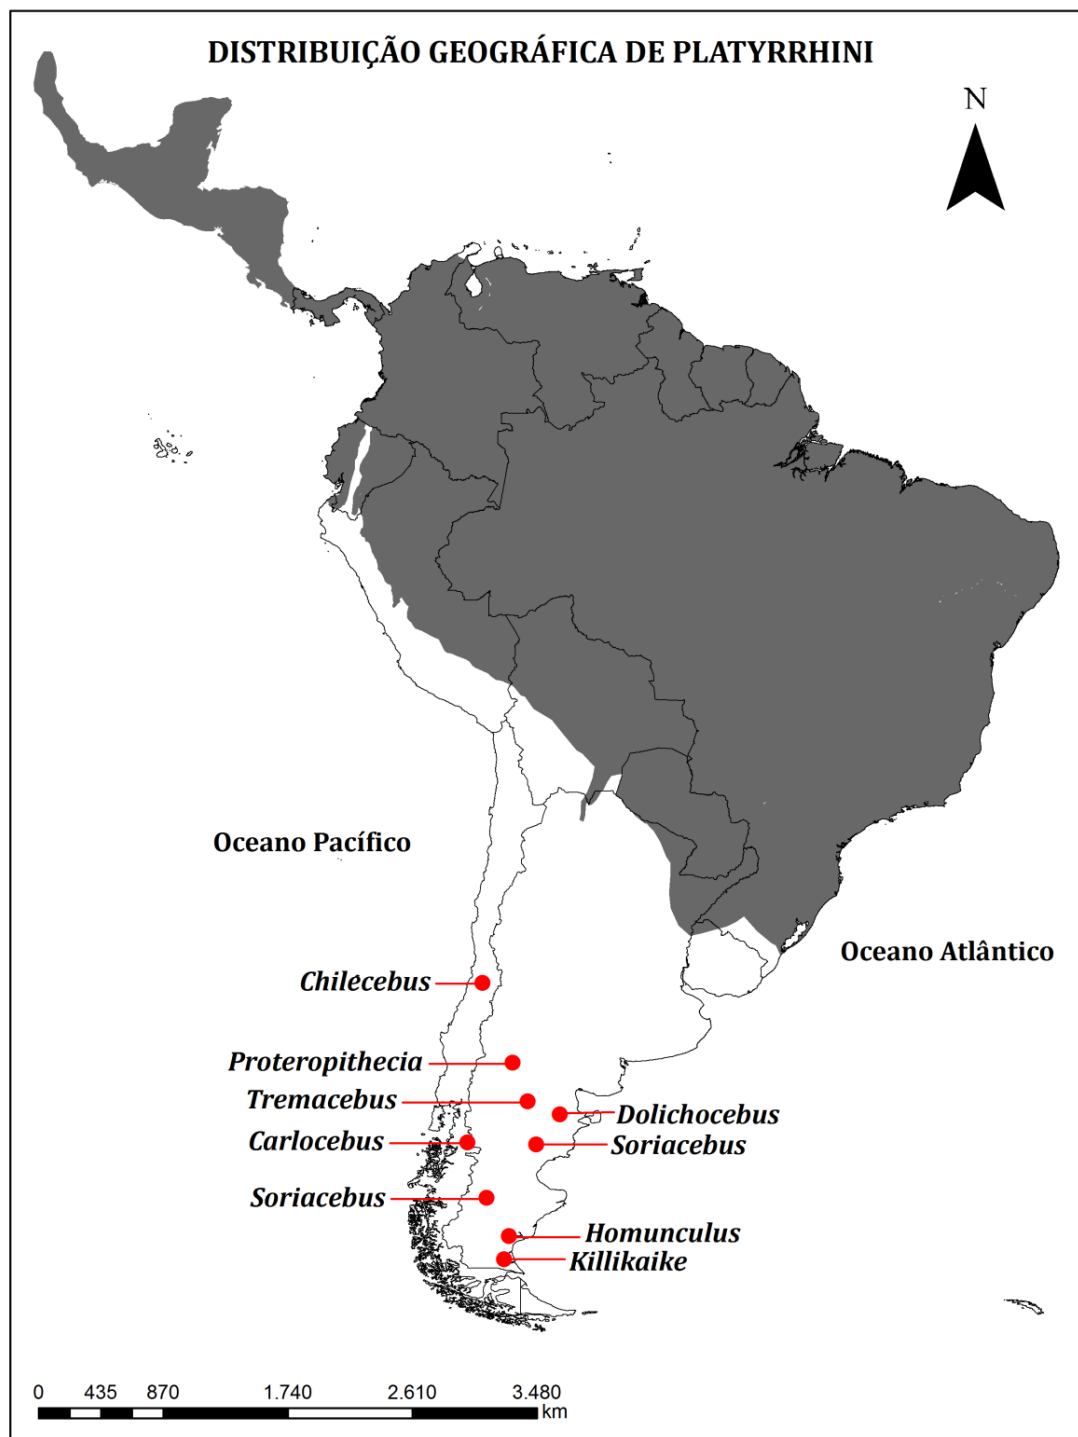 DISTRIBUIÇÃO GEOGRÁFICA DE PLATYRRHINI
N
Oceano Pacífico
Oceano Atlântico
Chilecebus
Proteropithecia
Tremacebus
Dolichocebus
Carlocebus
Soriacebus
Soriacebus
Homunculus
Killikaike
0 435 870 1.740 2.610 3.480
km